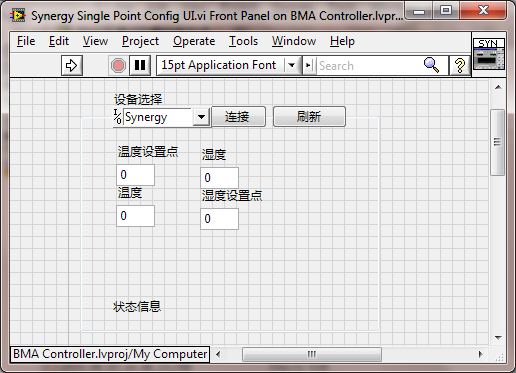 Synergy Single Point Config UI.vi Front Panel on BMA Controller.lvpr...
File Edit View Project Operate Tools Window Help
SYN
15pt Application Font
Search
?
设备选择
I/O Synergy 连接 刷新
温度设置点 湿度
0 0
温度 湿度设置点
0 0
状态信息
BMA Controller.lvproj/My Computer